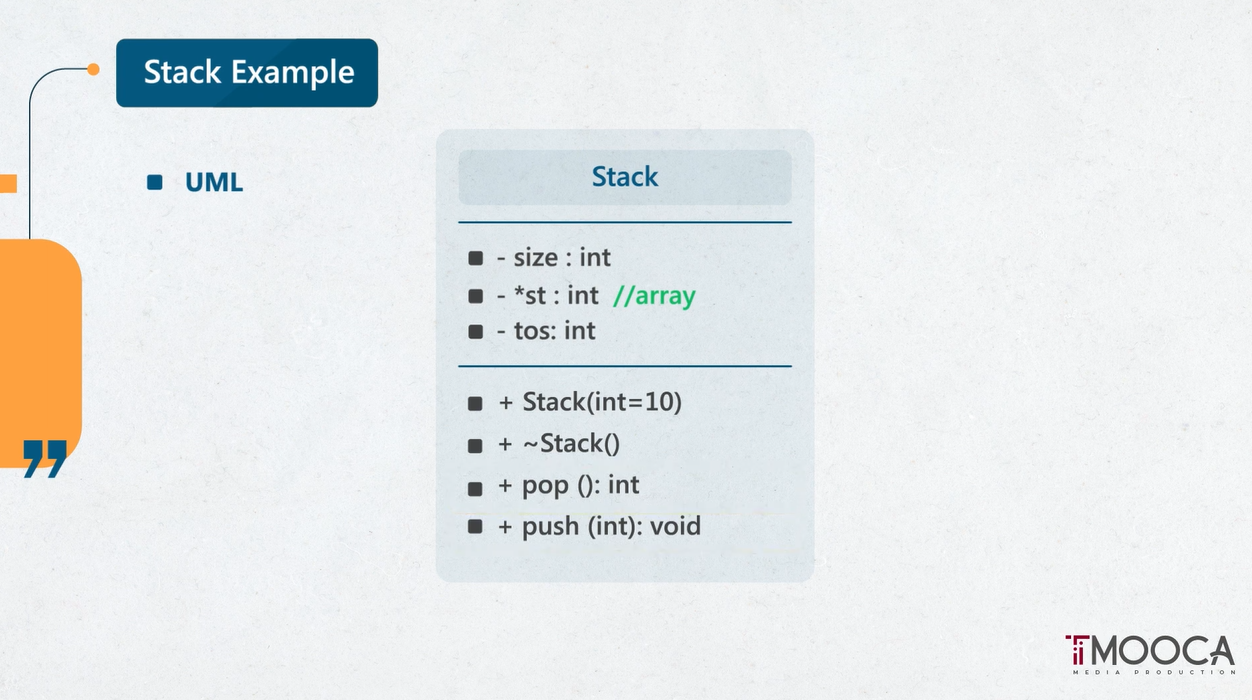 Stack Example
UML
Stack
- size : int
- *st : int //array
- tos: int
+ Stack(int=10)
+ ~Stack()
+ pop (): int
+ push (int): void
”
iTiMOOCA
MEDIA PRODUCTION